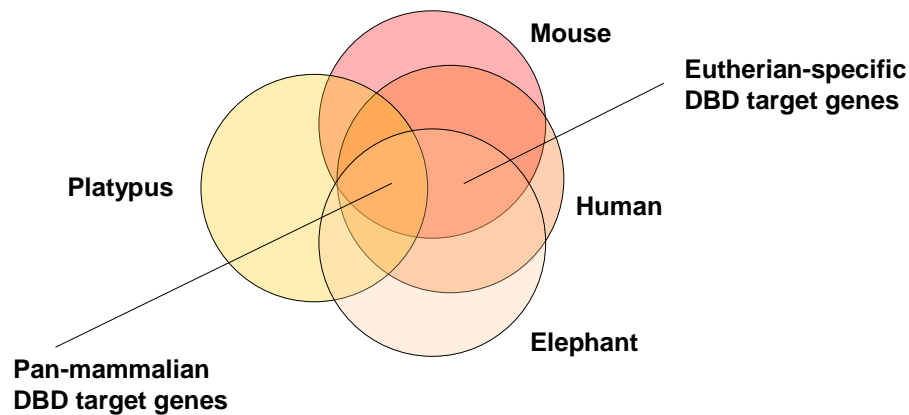 Mouse
Eutherian-specific
DBD target genes
Platypus
Human
Elephant
Pan-mammalian
DBD target genes